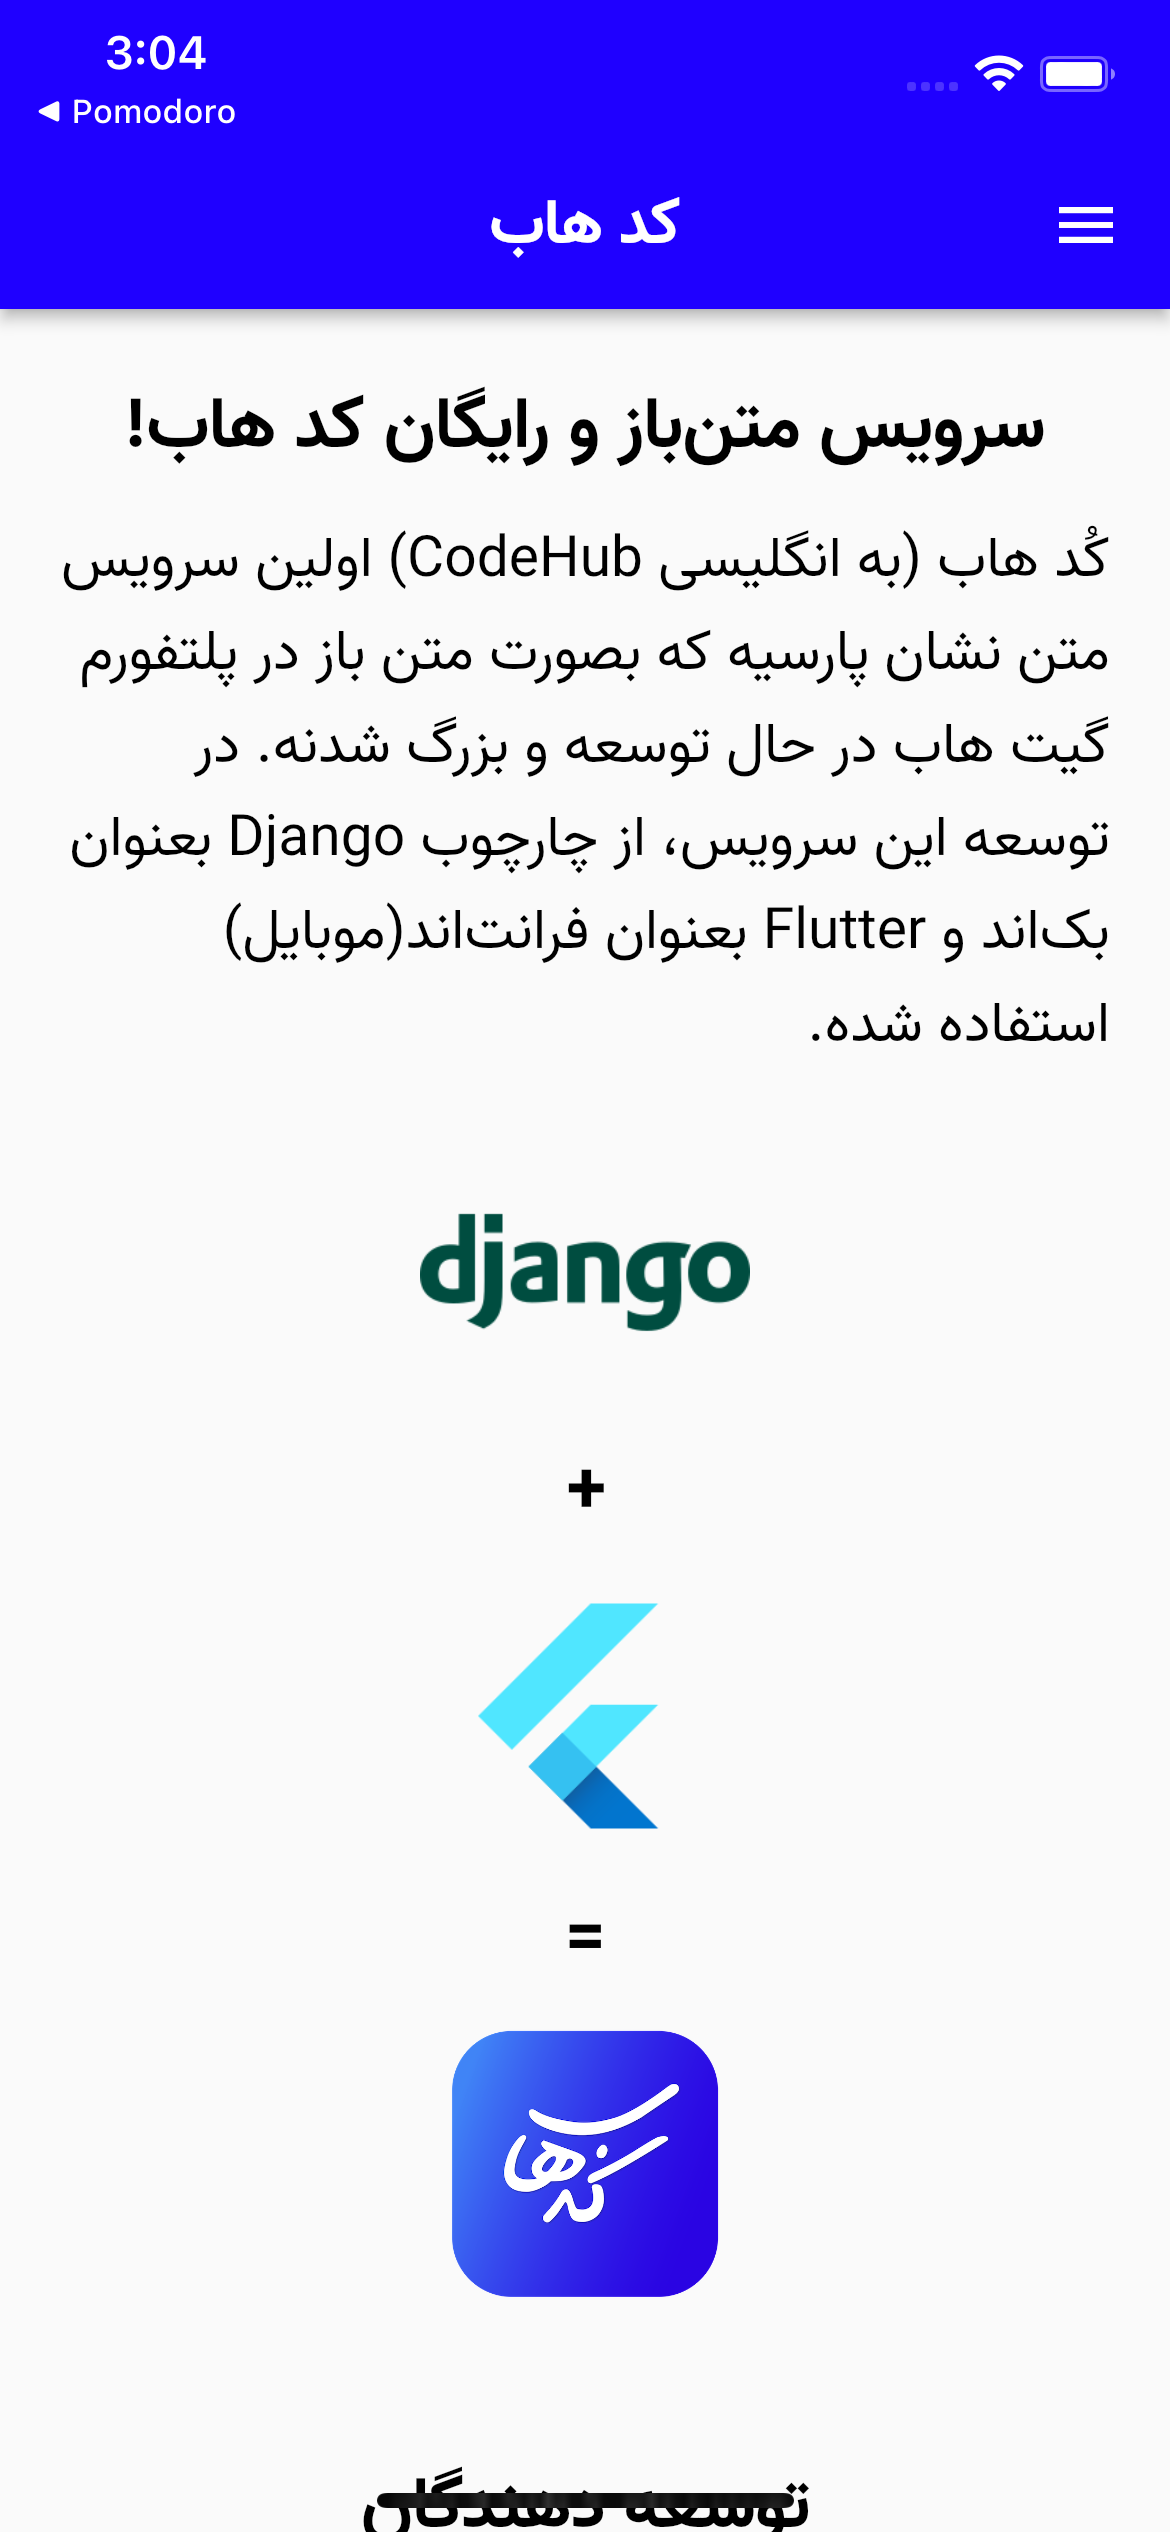 3:04
Pomodoro
کد هاب
سرویس متن‌باز و رایگان کد هاب!
کُد هاب (به انگلیسی CodeHub) اولین سرویس
متن نشان پارسیه که بصورت متن باز در پلتفورم
گیت هاب در حال توسعه و بزرگ شدنه. در
توسعه این سرویس، از چارچوب Django بعنوان
بک‌اند و Flutter بعنوان فرانت‌اند(موبایل)
استفاده شده.
django
+
=
کد هاب
توسعه دهندگان